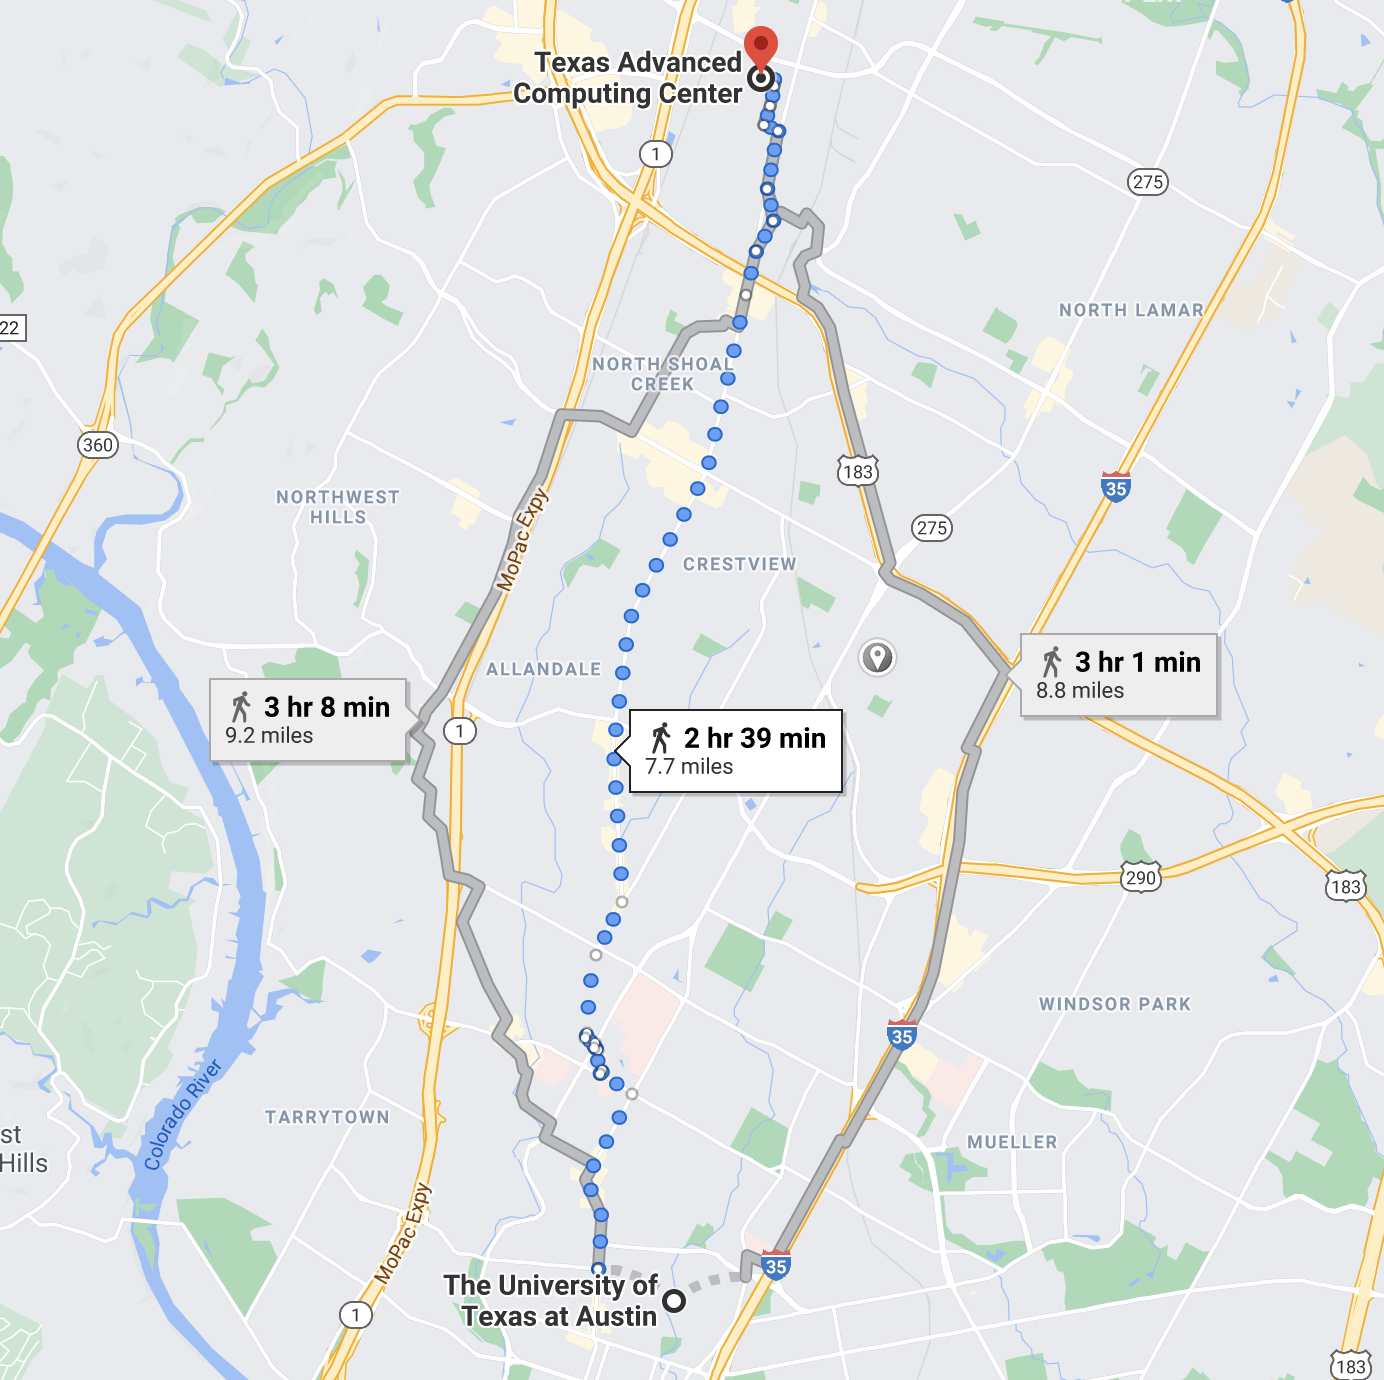 Texas Advanced
Computing Center
1
275
NORTH LAMAR
22
NORTH SHOAL
CREEK
360
183
35
NORTHWEST
HILLS
MoPac Expy
275
CRESTVIEW
ALLANDALE
3 hr 1 min
8.8 miles
3 hr 8 min
9.2 miles
1
2 hr 39 min
7.7 miles
290
183
WINDSOR PARK
35
Colorado River
TARRYTOWN
st
Hills
MUELLER
MoPac Expy
35
The University of
Texas at Austin
1
183